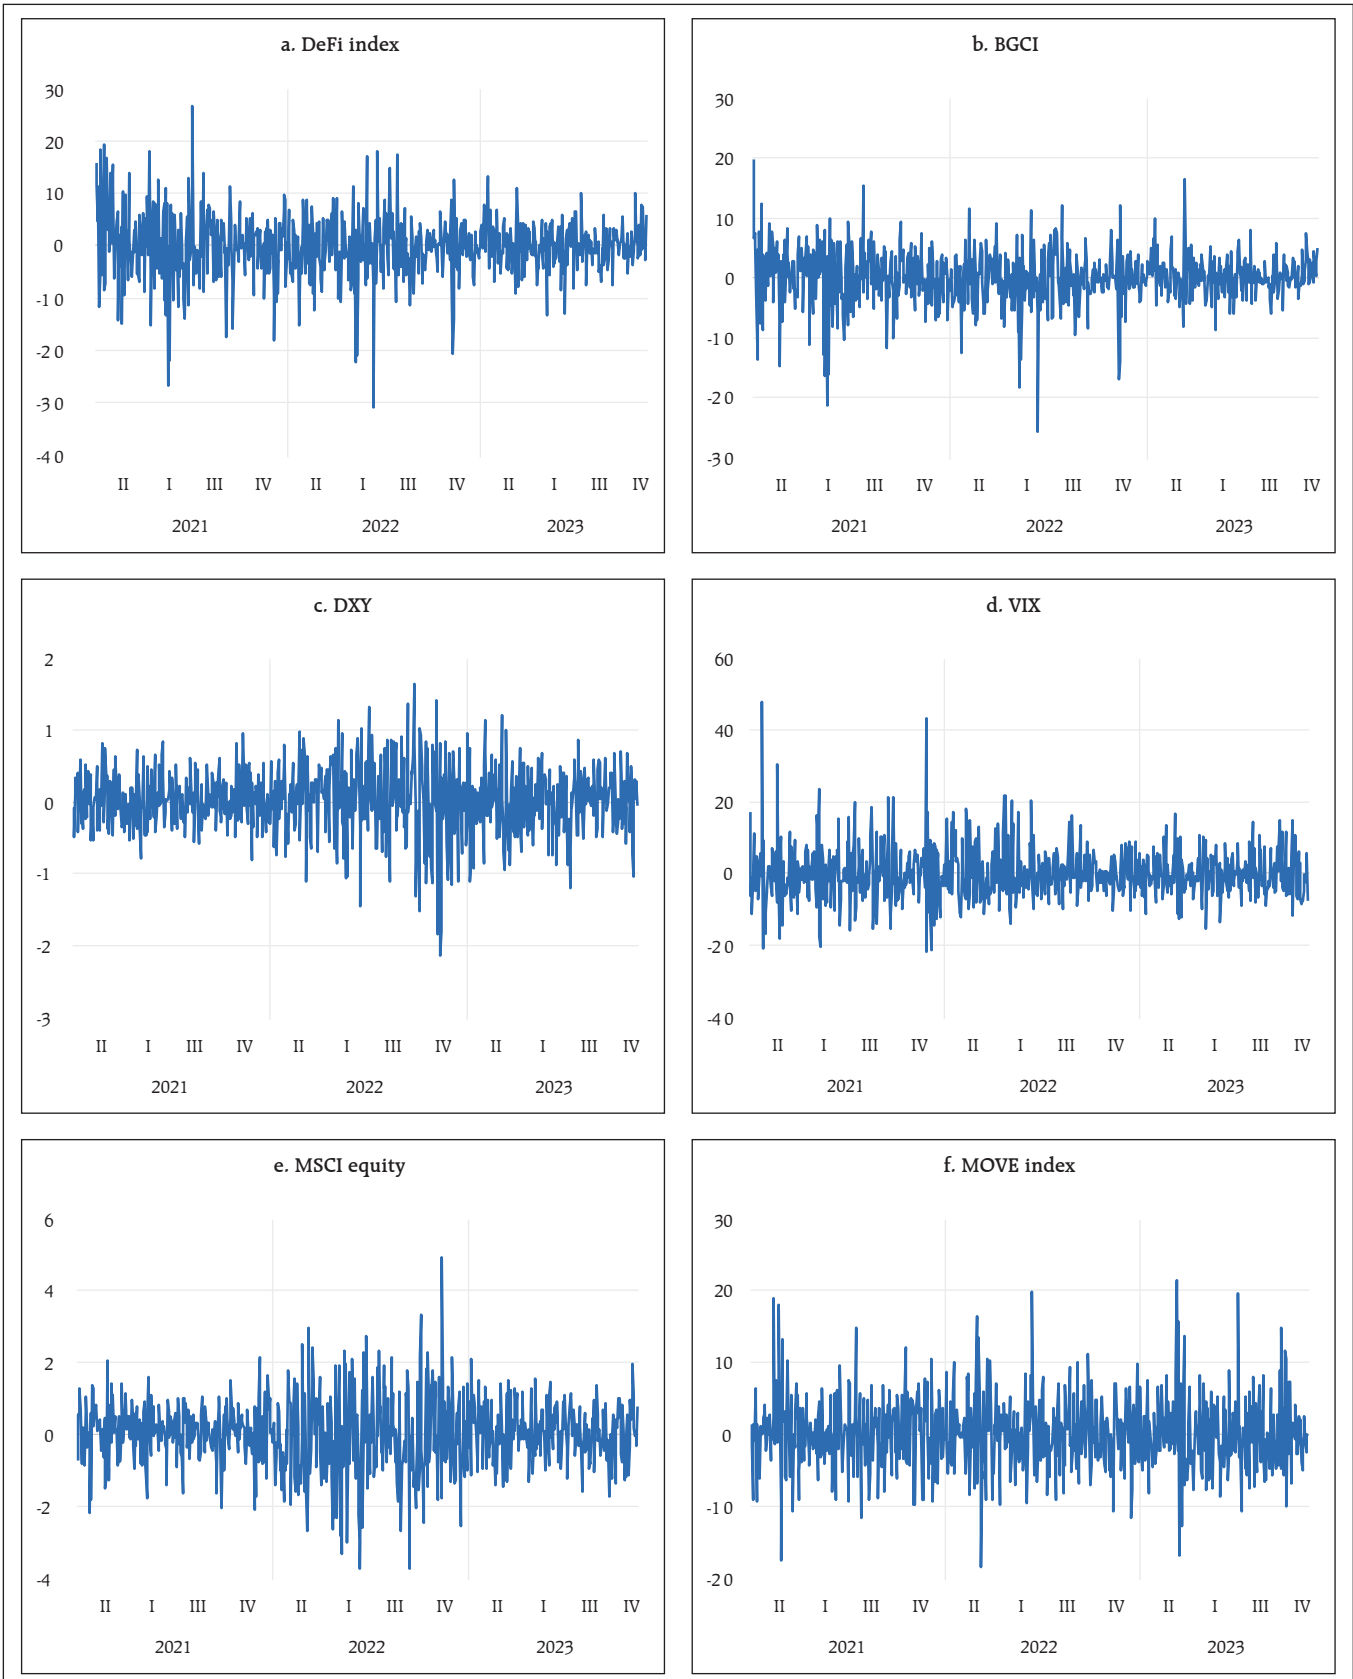 a. DeFi index
30
20
10
0
-10
-20
-30
-40
II I III IV II I III IV II I III IV
2021 2022 2023
b. BGCI
30
20
10
0
-10
-20
-30
II I III IV II I III IV II I III IV
2021 2022 2023
c. DXY
2
1
0
-1
-2
-3
II I III IV II I III IV II I III IV
2021 2022 2023
d. VIX
60
40
20
0
-20
-40
II I III IV II I III IV II I III IV
2021 2022 2023
e. MSCI equity
6
4
2
0
-2
-4
II I III IV II I III IV II I III IV
2021 2022 2023
f. MOVE index
30
20
10
0
-10
-20
II I III IV II I III IV II I III IV
2021 2022 2023